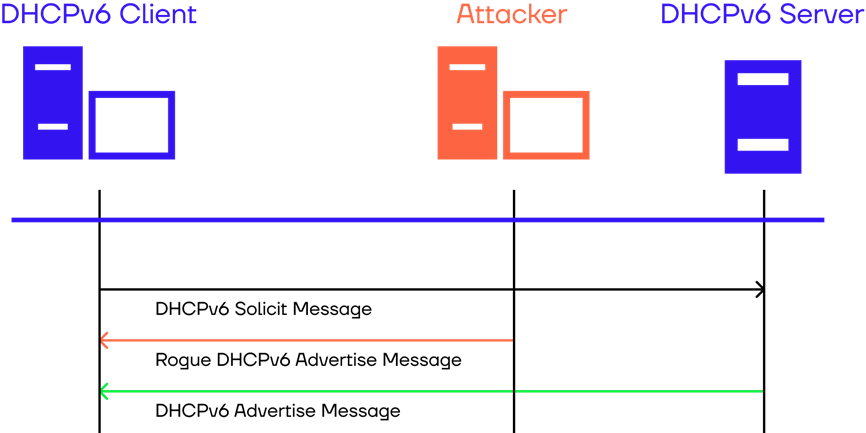 DHCPv6 Client
Attacker
DHCPv6 Server
DHCPv6 Solicit Message
Rogue DHCPv6 Advertise Message
DHCPv6 Advertise Message